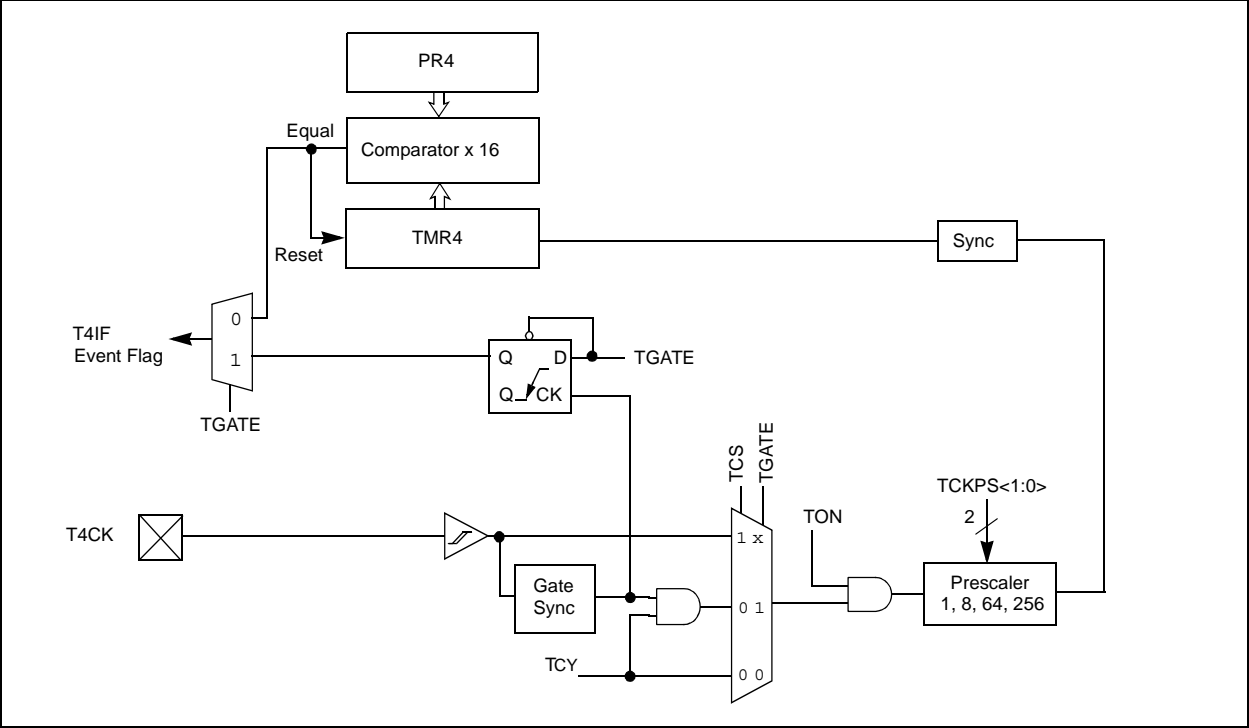 PR4
Equal
Comparator x 16
TMR4
Reset
Sync
0
T4IF
Event Flag
1
TGATE
Q
D
TGATE
Q
CK
TCS
TGATE
TCKPS<1:0>
2
TON
T4CK
1 x
Gate
Sync
0 1
Prescaler
1, 8, 64, 256
TCY
0 0